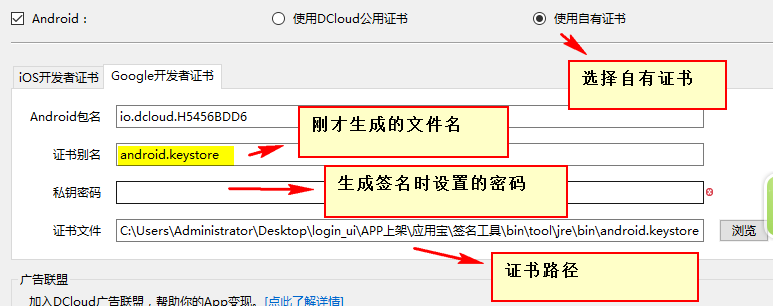 Android： 使用DCloud公用证书 使用自有证书
选择自有证书
iOS开发者证书 Google开发者证书
Android包名 io.dcloud.H5456BDD6
刚才生成的文件名
证书别名 android.keystore
私钥密码
生成签名时设置的密码
证书文件 C:\Users\Administrator\Desktop\login_ui\APP上架\应用宝\签名工具\bin\tool\jre\bin\android.keystore 浏览
证书路径
广告联盟
加入DCloud广告联盟，帮助你的App变现。[点此了解详情]